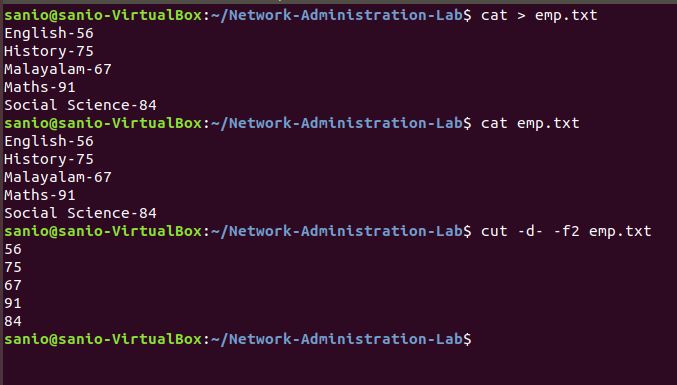 sanio@sanio-VirtualBox:~/Network-Administration-Lab$ cat > emp.txt
English-56
History-75
Malayalam-67
Maths-91
Social Science-84
sanio@sanio-VirtualBox:~/Network-Administration-Lab$ cat emp.txt
English-56
History-75
Malayalam-67
Maths-91
Social Science-84
sanio@sanio-VirtualBox:~/Network-Administration-Lab$ cut -d- -f2 emp.txt
56
75
67
91
84
sanio@sanio-VirtualBox:~/Network-Administration-Lab$